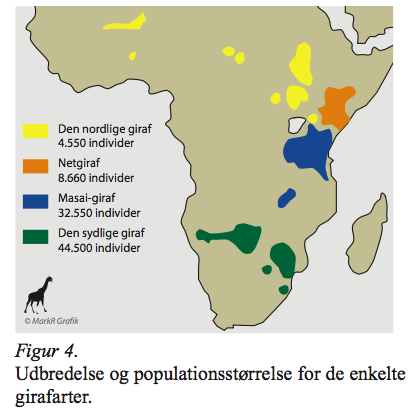 Den nordlige giraf
4.550 individer
Netgiraf
8.660 individer
Masai-giraf
32.550 individer
Den sydlige giraf
44.500 individer
© MarkR Grafik
Figur 4.
Udbredelse og populationsstørrelse for de enkelte
girafarter.